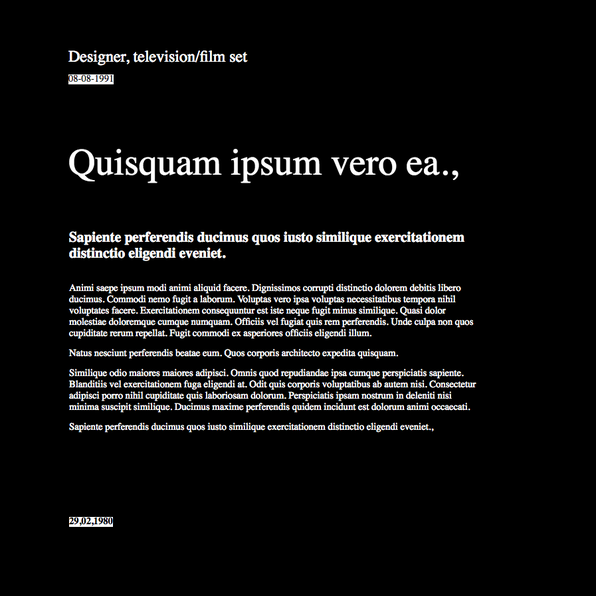 Designer, television/film set
08-08-1991
Quisquam ipsum vero ea.,
Sapiente perferendis ducimus quos iusto similique exercitationem
distinctio eligendi eveniet.
Animi saepe ipsum modi animi aliquid facere. Dignissimos corrupti distinctio dolorem debitis libero
ducimus. Commodi nemo fugit a laborum. Voluptas vero ipsa voluptas necessitatibus tempora nihil
voluptates facere. Exercitationem consequuntur est iste neque fugit minus similique. Quasi dolor
molestiae doloremque cumque numquam. Officiis vel fugiat quis rem perferendis. Unde culpa non quos
cupiditate rerum repellat. Fugit commodi ex asperiores officiis eligendi illum.
Natus nesciunt perferendis beatae eum. Quos corporis architecto expedita quisquam.
Similique odio maiores maiores adipisci. Omnis quod repudiandae ipsa cumque perspiciatis sapiente.
Blanditiis vel exercitationem fuga eligendi at. Odit quis corporis voluptatibus ab autem nisi. Consectetur
adipisci porro nihil cupiditate quis laboriosam dolorum. Perspiciatis ipsam nostrum in deleniti nisi
minima suscipit similique. Ducimus maxime perferendis quidem incidunt est dolorum animi occaecati.
Sapiente perferendis ducimus quos iusto similique exercitationem distinctio eligendi eveniet.,
29,02,1980